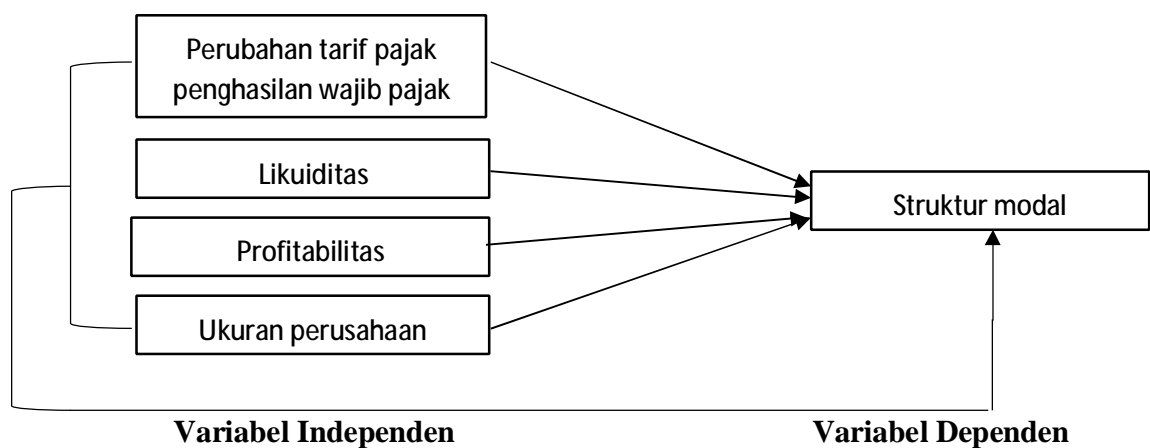 Perubahan tarif pajak
penghasilan wajib pajak
Likuiditas
Struktur modal
Profitabilitas
Ukuran perusahaan
Variabel Independen
Variabel Dependen